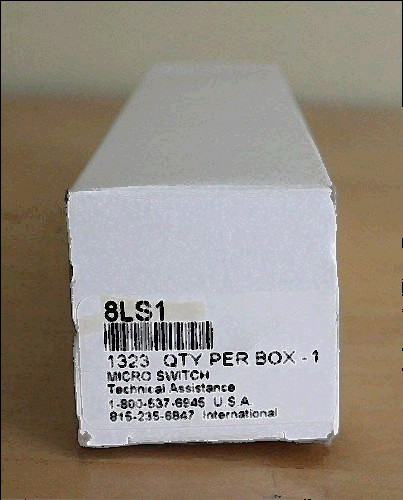 8LS1
1323 QTY PER BOX - 1
MICRO SWITCH
Technical Assistance
1-800-537-6945 U.S.A.
815-235-6847 International